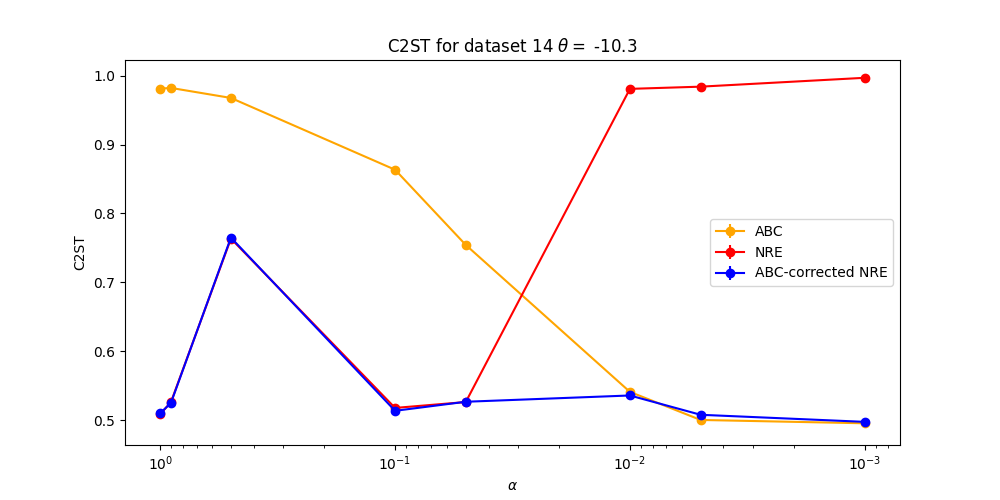 C2ST for dataset 14 θ = -10.3
1.0
0.9
0.8
0.7
0.6
0.5
C2ST
ABC
NRE
ABC-corrected NRE
10⁰
10⁻¹
10⁻²
10⁻³
α